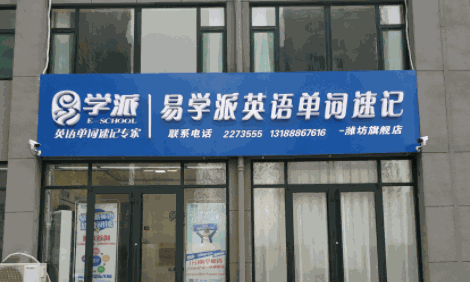 学派
E-SCHOOL
英语单词速记专家
易学派英语单词速记
联系电话 2273555 13188867616 -潍坊旗舰店